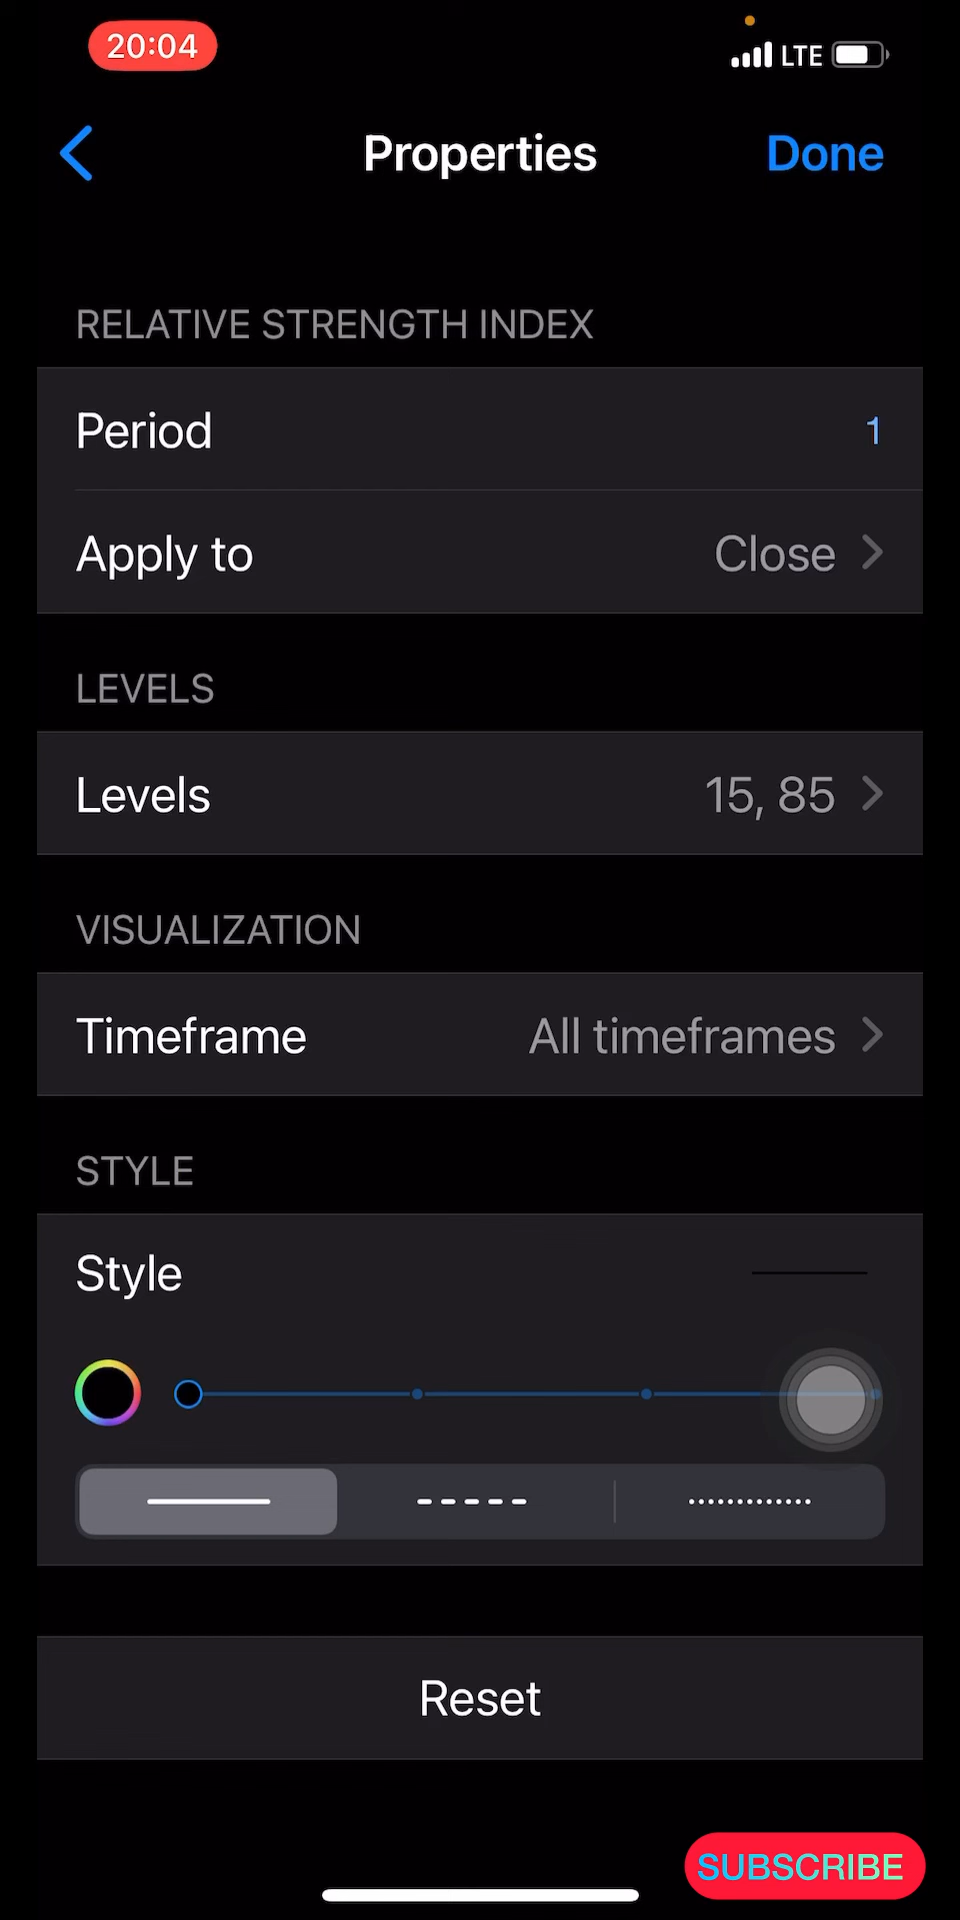 20:04
LTE
Properties
Done
RELATIVE STRENGTH INDEX
Period
1
Apply to
Close
LEVELS
Levels
15, 85
VISUALIZATION
Timeframe
All timeframes
STYLE
Style
Reset
SUBSCRIBE